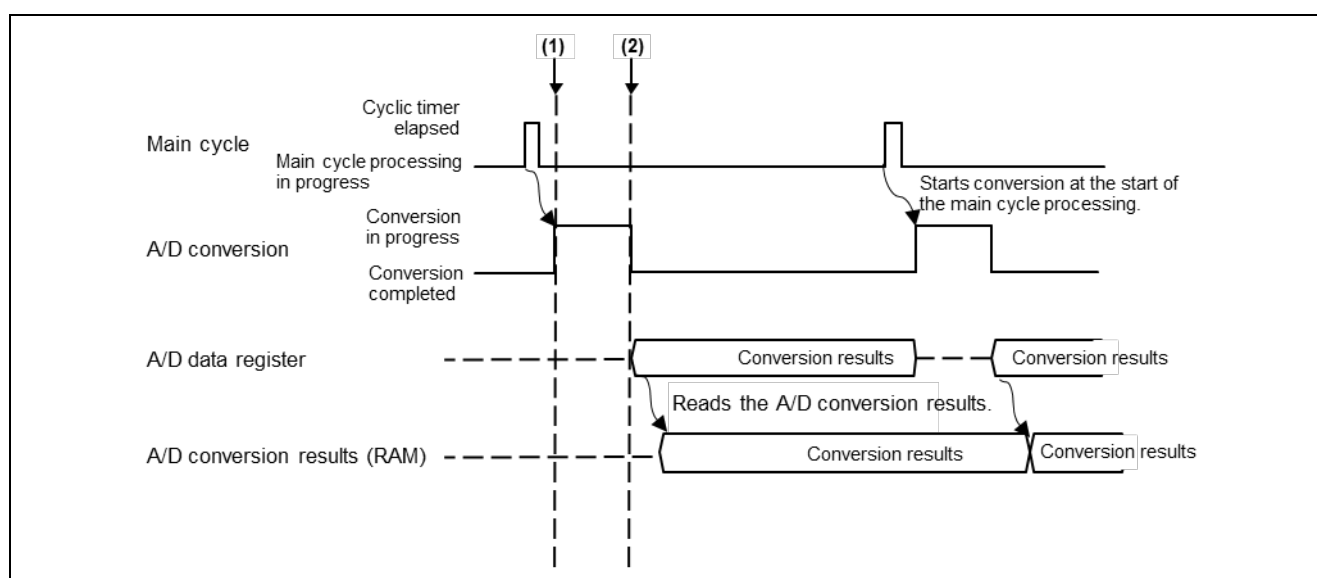 (1)
(2)
Cyclic timer
elapsed
Main cycle
Main cycle processing
in progress
Starts conversion at the start of
the main cycle processing.
Conversion
in progress
A/D conversion
Conversion
completed
A/D data register
Conversion results
Conversion results
Reads the A/D conversion results.
A/D conversion results (RAM)
Conversion results
Conversion results